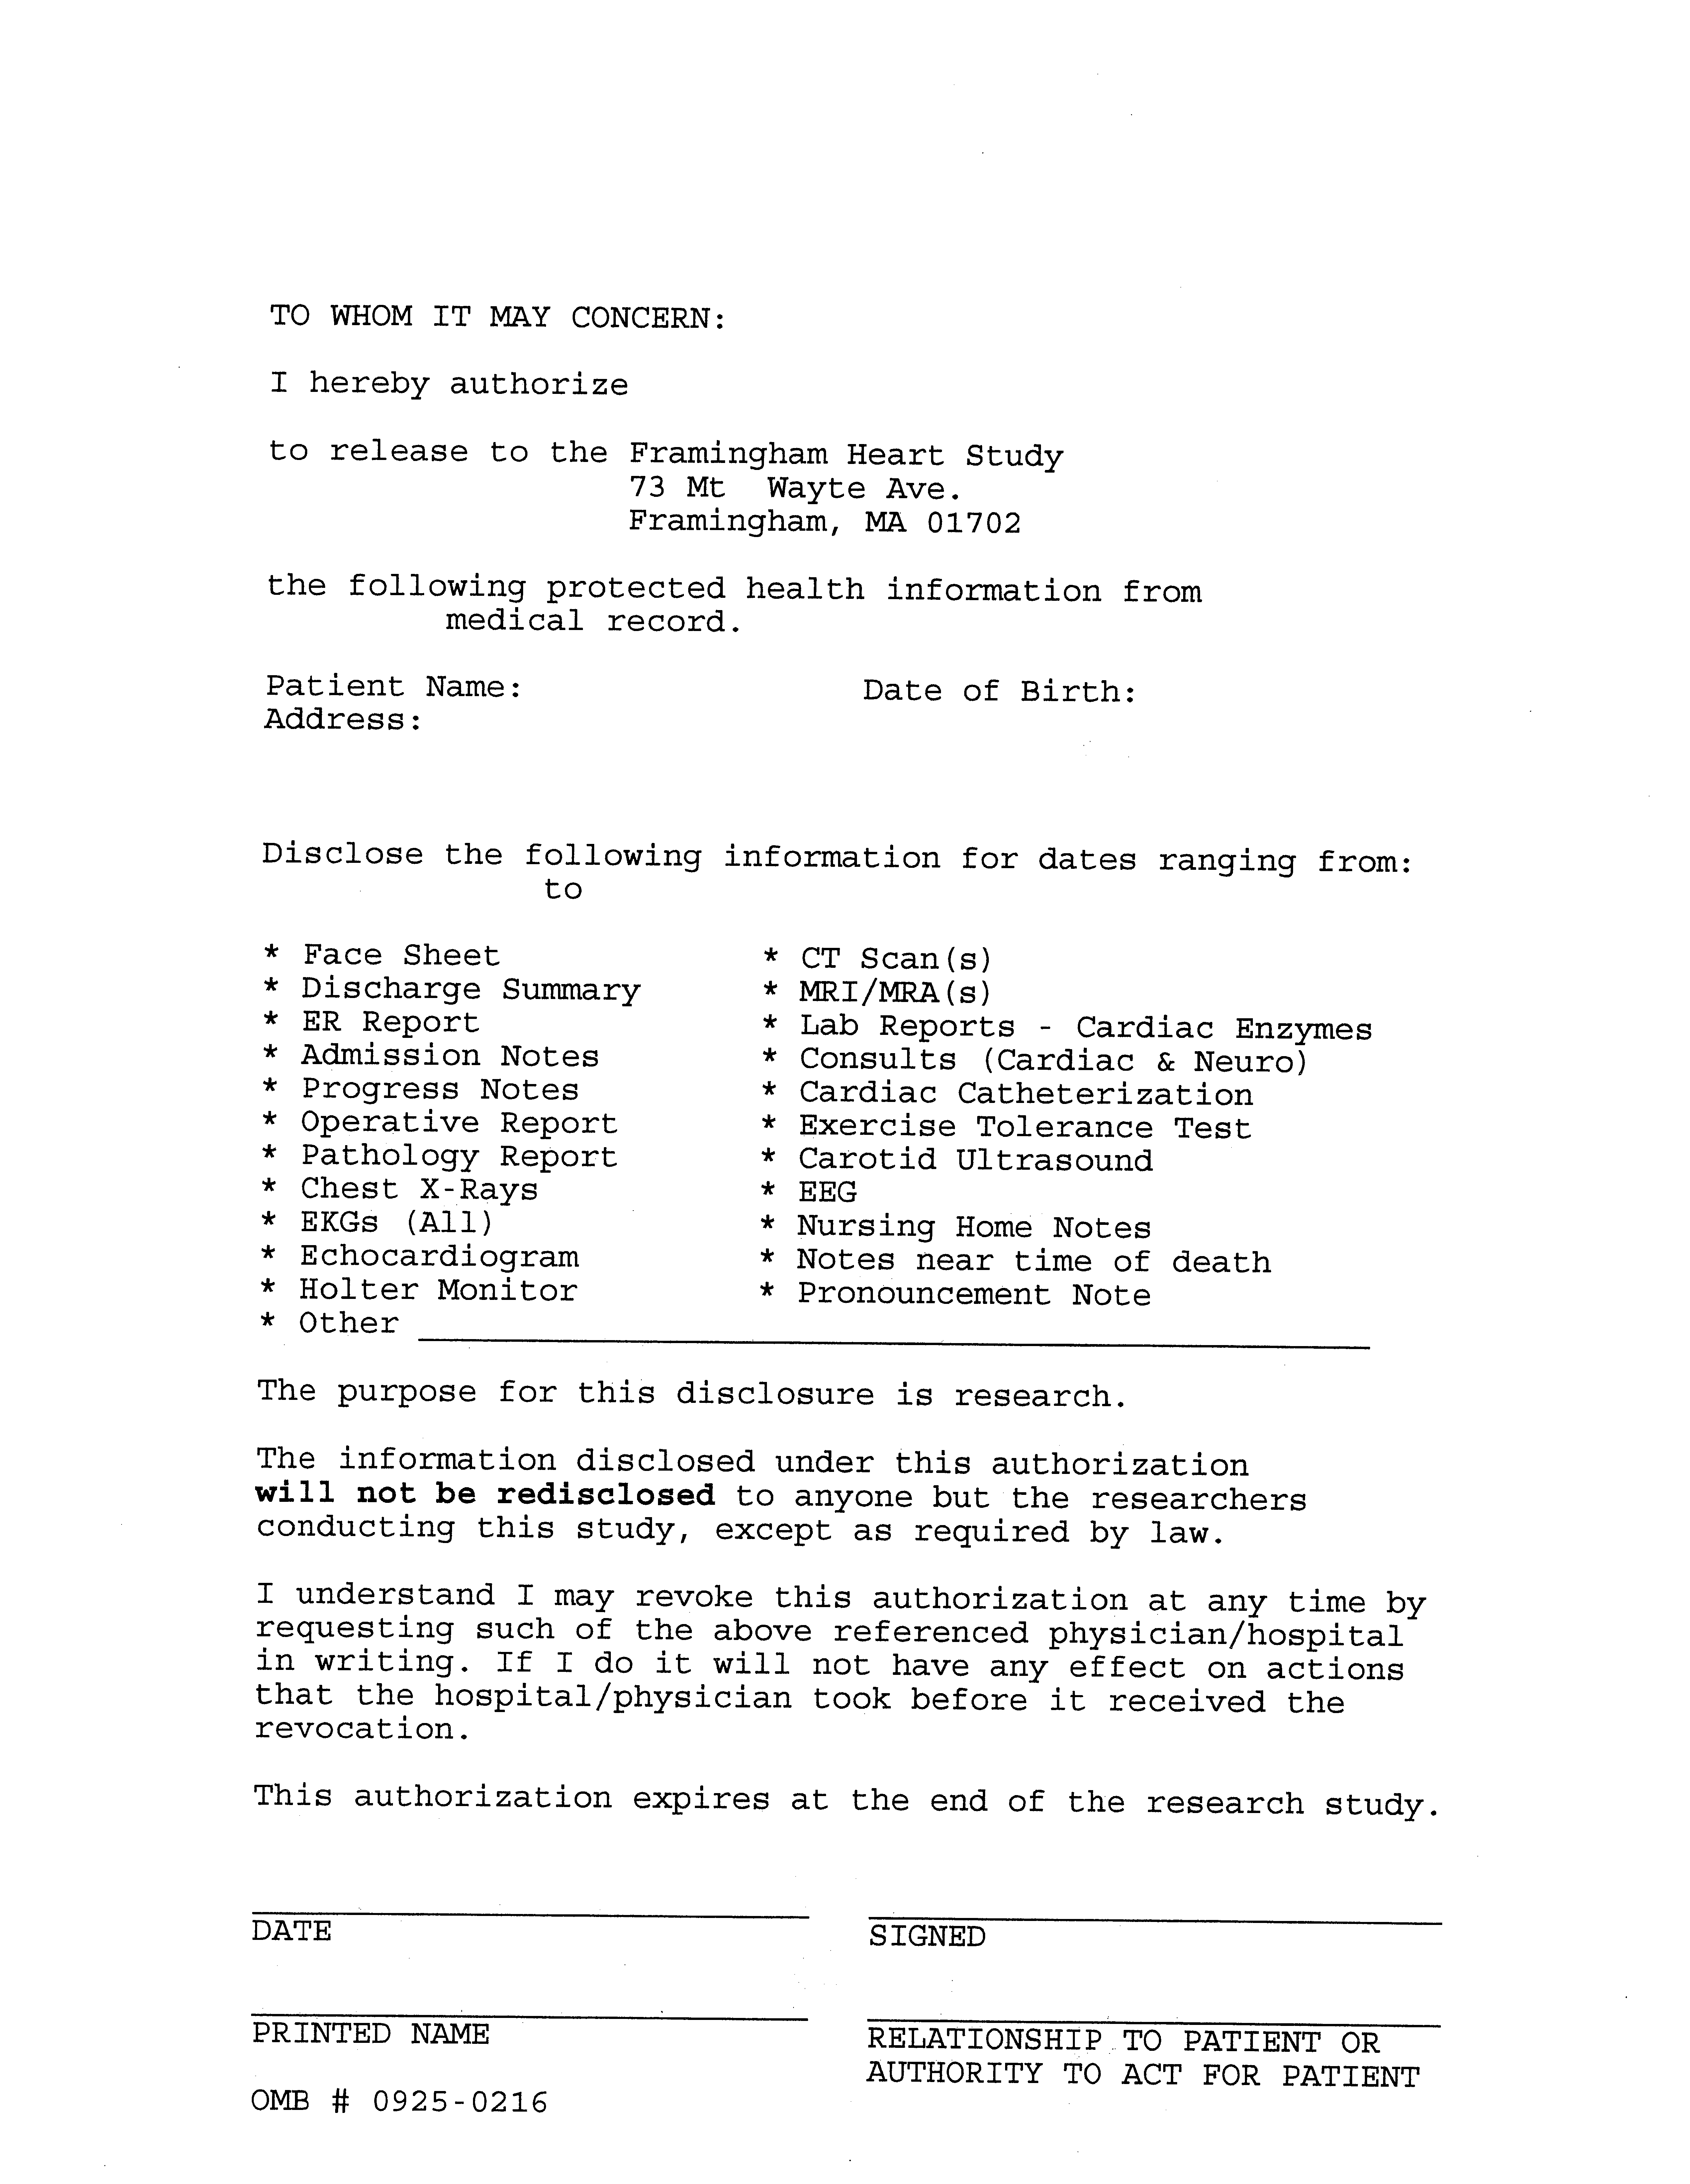 TO WHOM IT MAY CONCERN:
I hereby authorize
to release to the Framingham Heart Study
73 Mt Wayte Ave.
Framingham, MA 01702
the following protected health information from
medical record.
Patient Name: Date of Birth:
Address:
Disclose the following information for dates ranging from:
to
* Face Sheet * CT Scan(s)
* Discharge Summary * MRI/MRA(s)
* ER Report * Lab Reports - Cardiac Enzymes
* Admission Notes * Consults (Cardiac & Neuro)
* Progress Notes * Cardiac Catheterization
* Operative Report * Exercise Tolerance Test
* Pathology Report * Carotid Ultrasound
* Chest X-Rays * EEG
* EKGs (All) * Nursing Home Notes
* Echocardiogram * Notes near time of death
* Holter Monitor * Pronouncement Note
* Other
The purpose for this disclosure is research.
The information disclosed under this authorization
will not be redisclosed to anyone but the researchers
conducting this study, except as required by law.
I understand I may revoke this authorization at any time by
requesting such of the above referenced physician/hospital
in writing. If I do it will not have any effect on actions
that the hospital/physician took before it received the
revocation.
This authorization expires at the end of the research study.
DATE SIGNED
PRINTED NAME RELATIONSHIP TO PATIENT OR
AUTHORITY TO ACT FOR PATIENT
OMB # 0925-0216